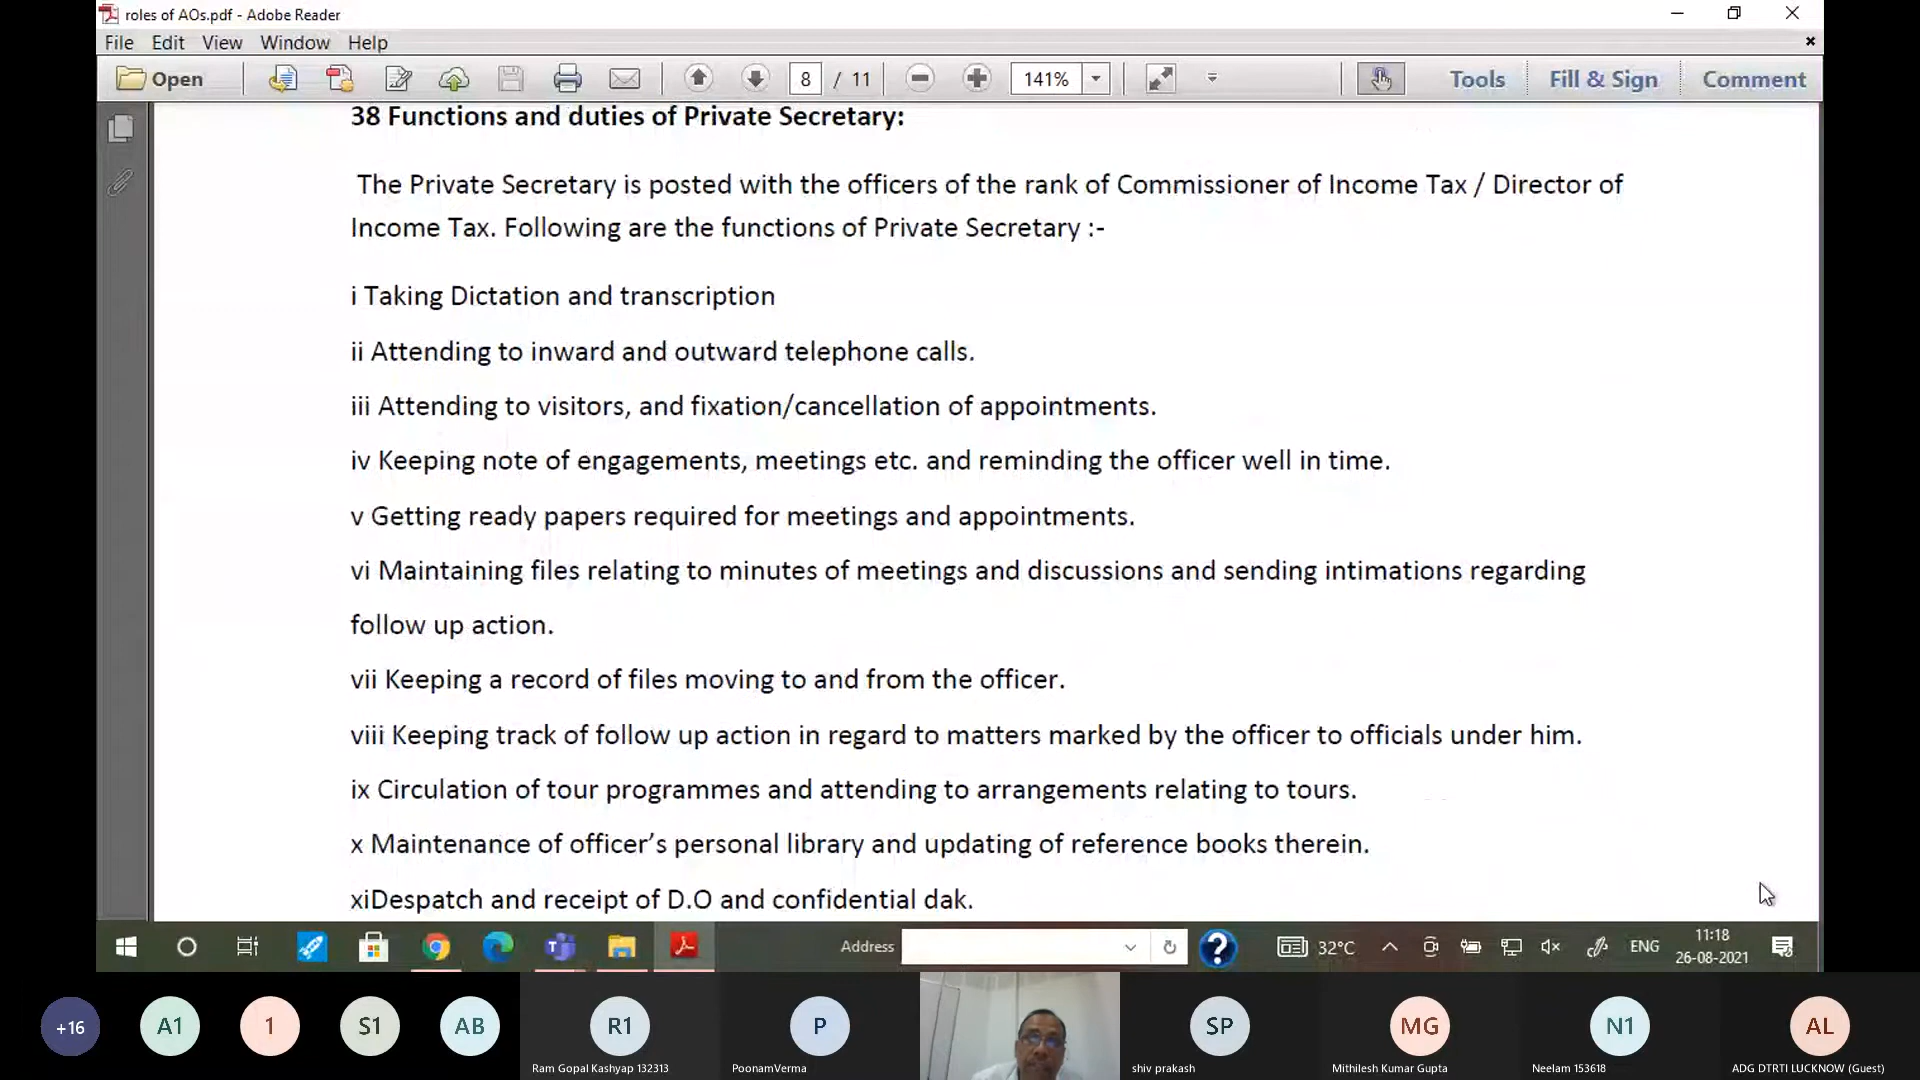 roles of AOs.pdf - Adobe Reader
File Edit View Window Help
Open 8 / 11 141% Tools Fill & Sign Comment
38 Functions and duties of Private Secretary:
The Private Secretary is posted with the officers of the rank of Commissioner of Income Tax / Director of
Income Tax. Following are the functions of Private Secretary :-
i Taking Dictation and transcription
ii Attending to inward and outward telephone calls.
iii Attending to visitors, and fixation/cancellation of appointments.
iv Keeping note of engagements, meetings etc. and reminding the officer well in time.
v Getting ready papers required for meetings and appointments.
vi Maintaining files relating to minutes of meetings and discussions and sending intimations regarding
follow up action.
vii Keeping a record of files moving to and from the officer.
viii Keeping track of follow up action in regard to matters marked by the officer to officials under him.
ix Circulation of tour programmes and attending to arrangements relating to tours.
x Maintenance of officer’s personal library and updating of reference books therein.
xiDespatch and receipt of D.O and confidential dak.
Address 32°C ENG 11:18
26-08-2021
+16 A1 1 S1 AB R1 P SP MG N1 AL
Ram Gopal Kashyap 132313 PoonamVerma shiv prakash Mithilesh Kumar Gupta Neelam 153618 ADG DTRTI LUCKNOW (Guest)